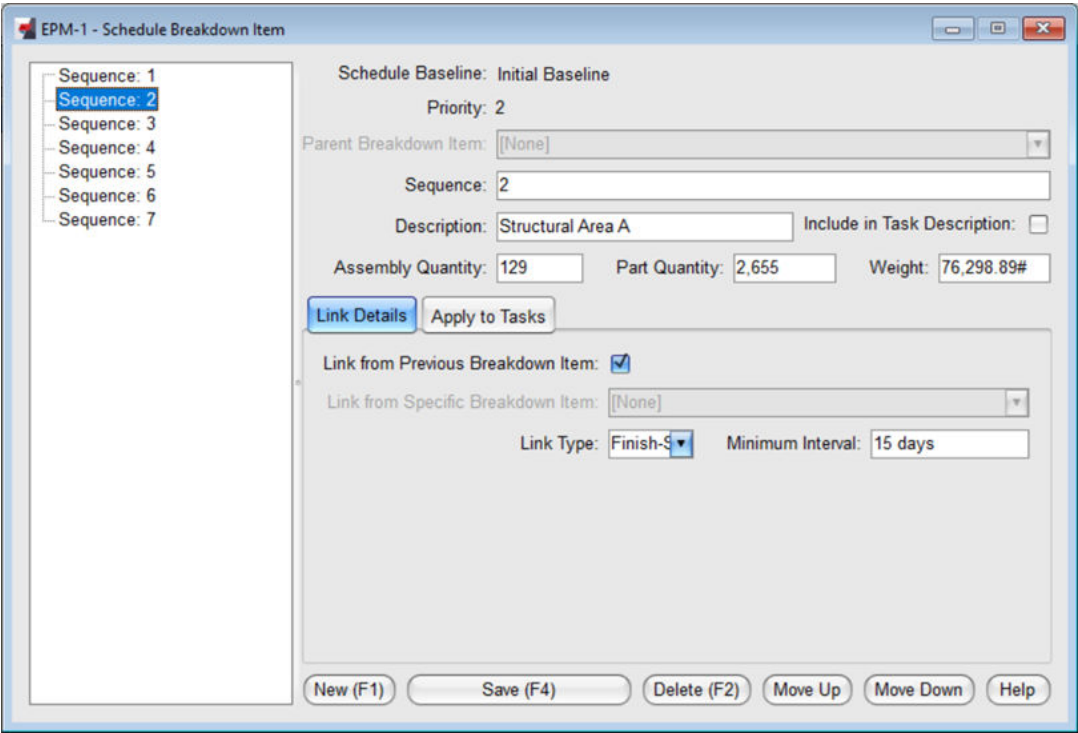 EPM-1 - Schedule Breakdown Item
Sequence: 1
Sequence: 2
Sequence: 3
Sequence: 4
Sequence: 5
Sequence: 6
Sequence: 7
Schedule Baseline: Initial Baseline
Priority: 2
Parent Breakdown Item: [None]
Sequence: 2
Description: Structural Area A Include in Task Description:
Assembly Quantity: 129 Part Quantity: 2,655 Weight: 76,298.89#
Link Details Apply to Tasks
Link from Previous Breakdown Item:
Link from Specific Breakdown Item: [None]
Link Type: Finish-S Minimum Interval: 15 days
New (F1) Save (F4) Delete (F2) Move Up Move Down Help